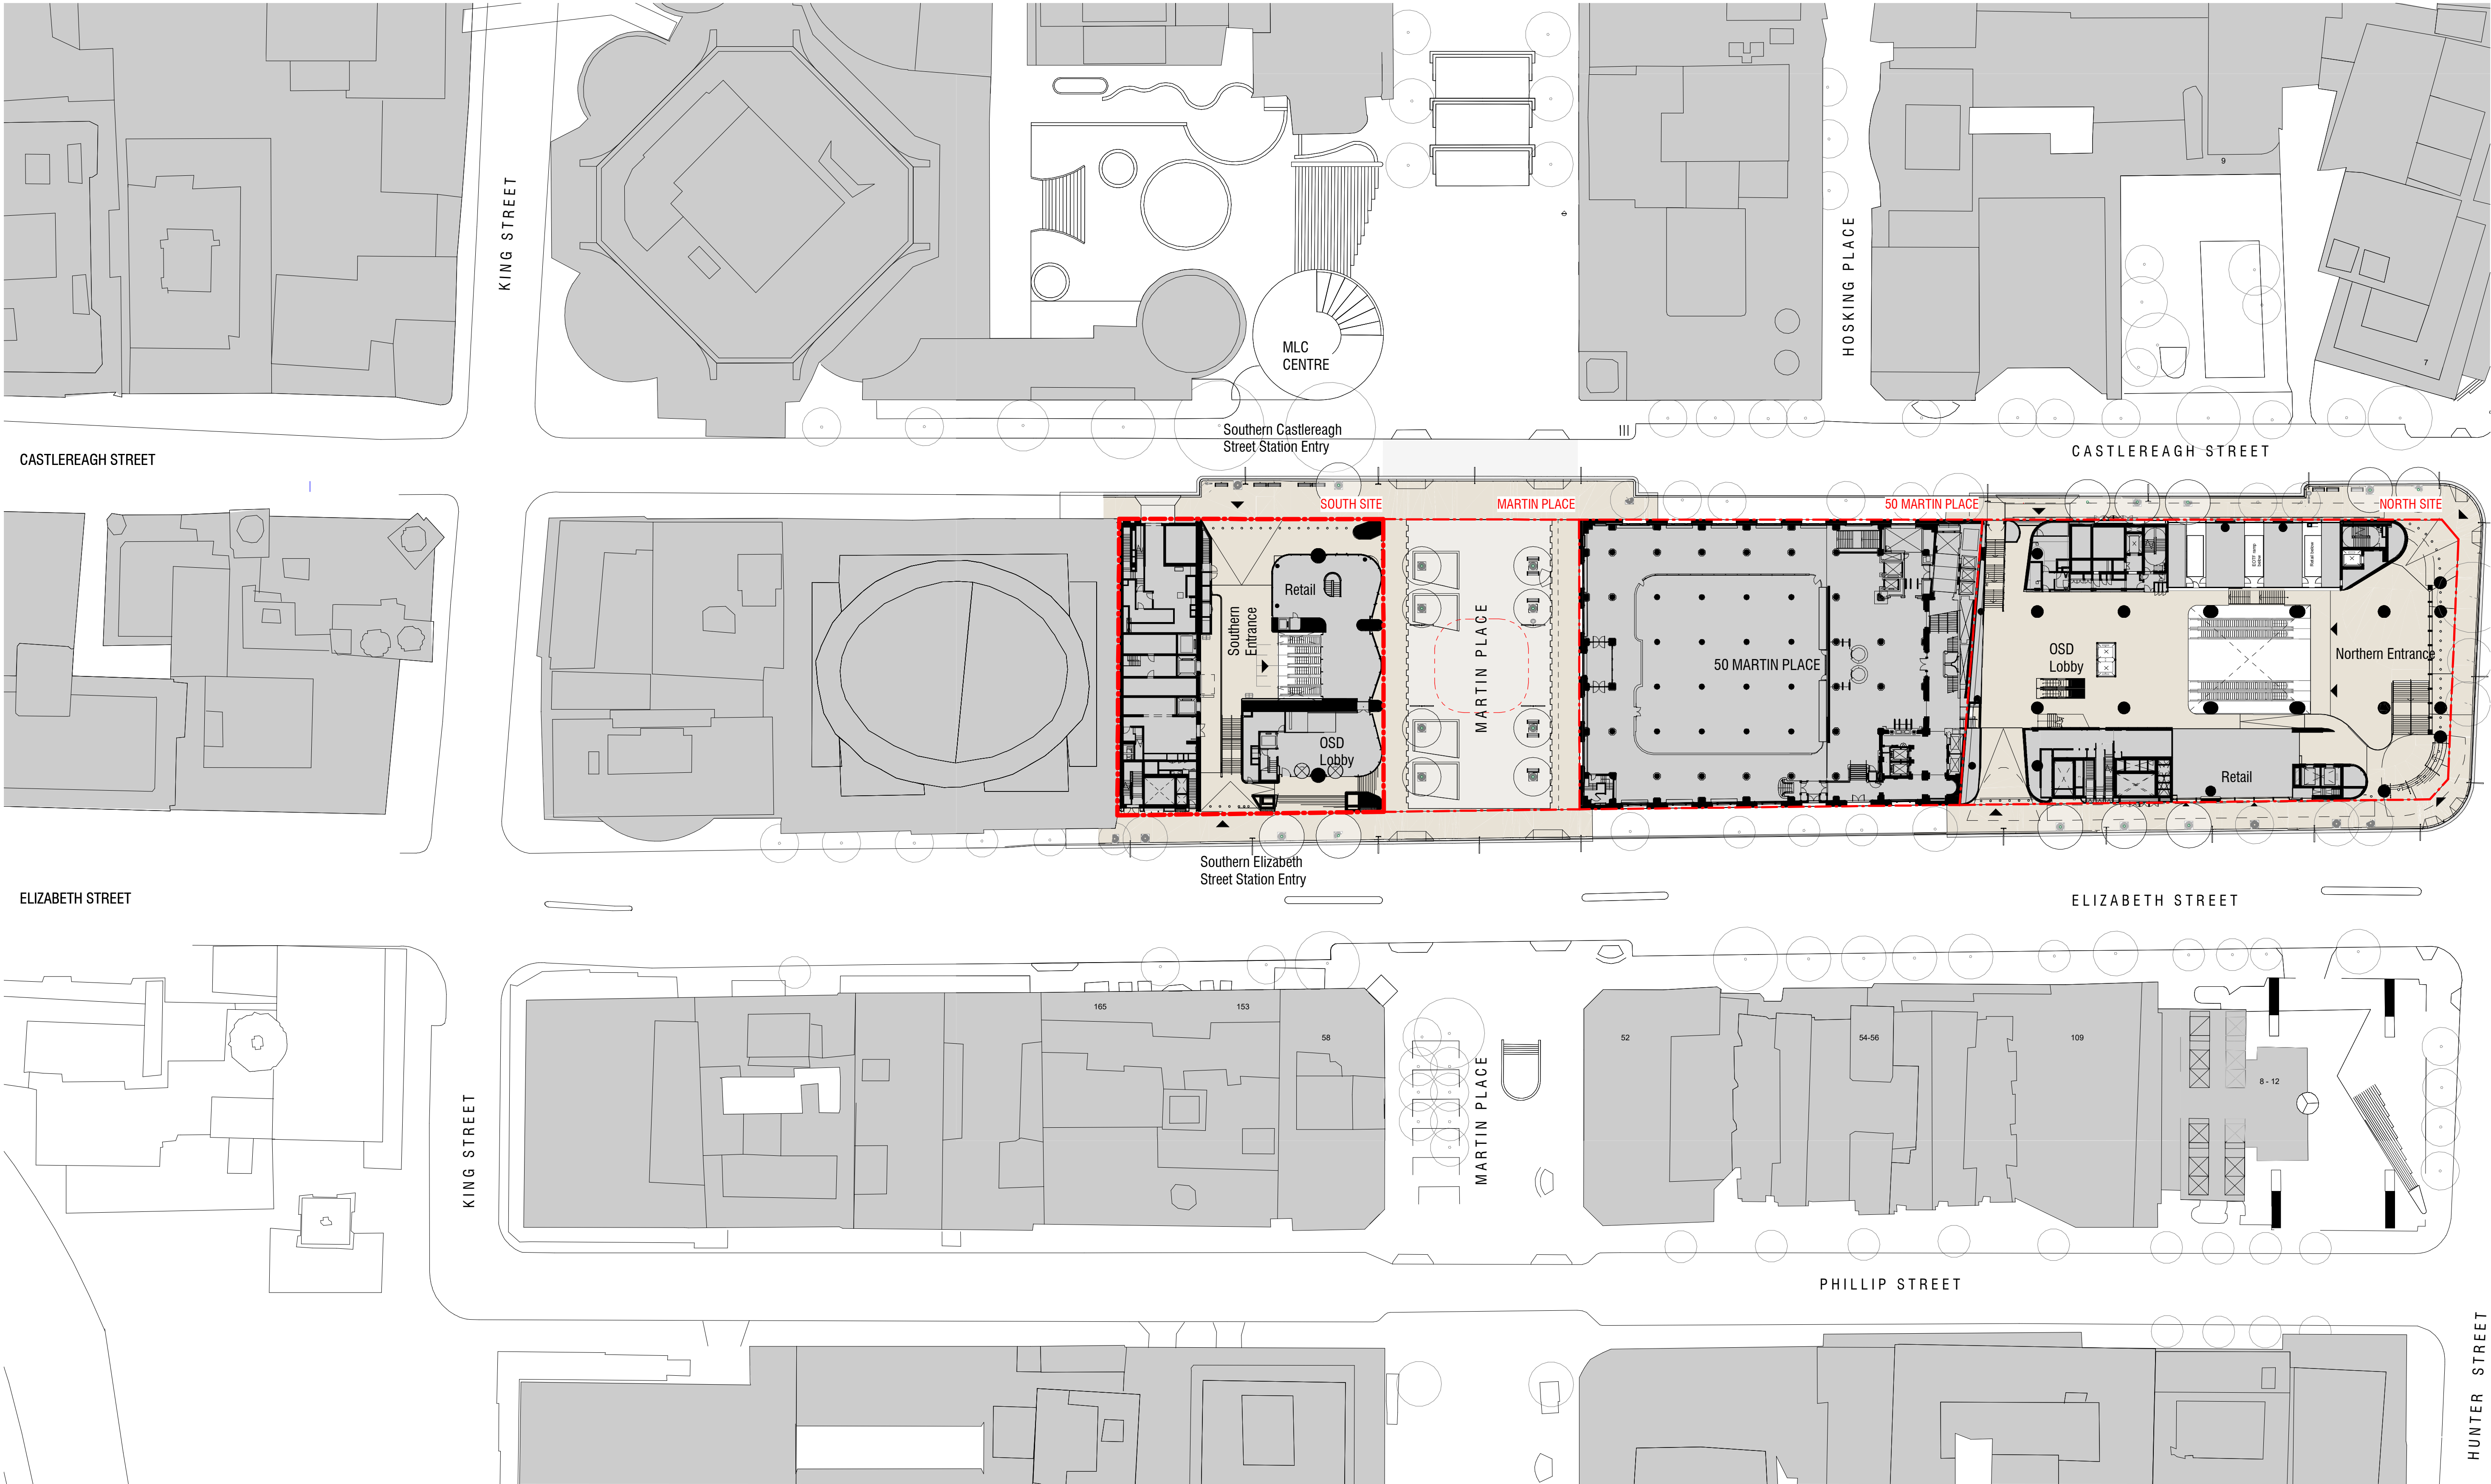 9
KING STREET
HOSKING PLACE
MLC
CENTRE
7
Southern Castlereagh
Street Station Entry
CASTLEREAGH STREET
CASTLEREAGH STREET
SOUTH SITE
MARTIN PLACE
50 MARTIN PLACE
NORTH SITE
Retail
Southern
Entrance
MARTIN PLACE
50 MARTIN PLACE
OSD
Lobby
Northern Entrance
OSD
Lobby
Retail
Southern Elizabeth
Street Station Entry
ELIZABETH STREET
ELIZABETH STREET
165
153
58
52
54-56
109
8 - 12
KING STREET
MARTIN PLACE
PHILLIP STREET
HUNTER STREET